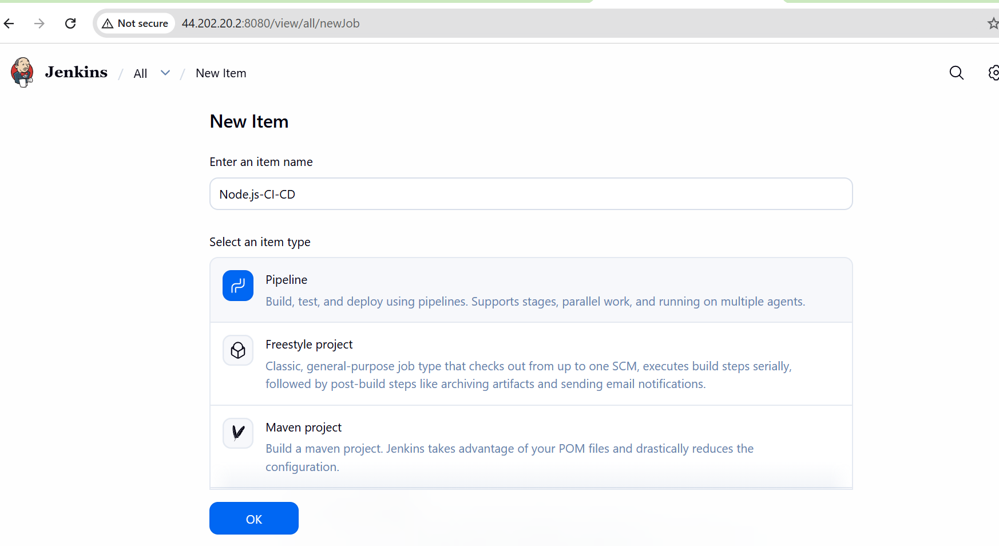 Not secure 44.202.20.2:8080/view/all/newJob
Jenkins / All / New Item
New Item
Enter an item name
Node.js-CI-CD
Select an item type
Pipeline
Build, test, and deploy using pipelines. Supports stages, parallel work, and running on multiple agents.
Freestyle project
Classic, general-purpose job type that checks out from up to one SCM, executes build steps serially,
followed by post-build steps like archiving artifacts and sending email notifications.
Maven project
Build a maven project. Jenkins takes advantage of your POM files and drastically reduces the
configuration.
OK